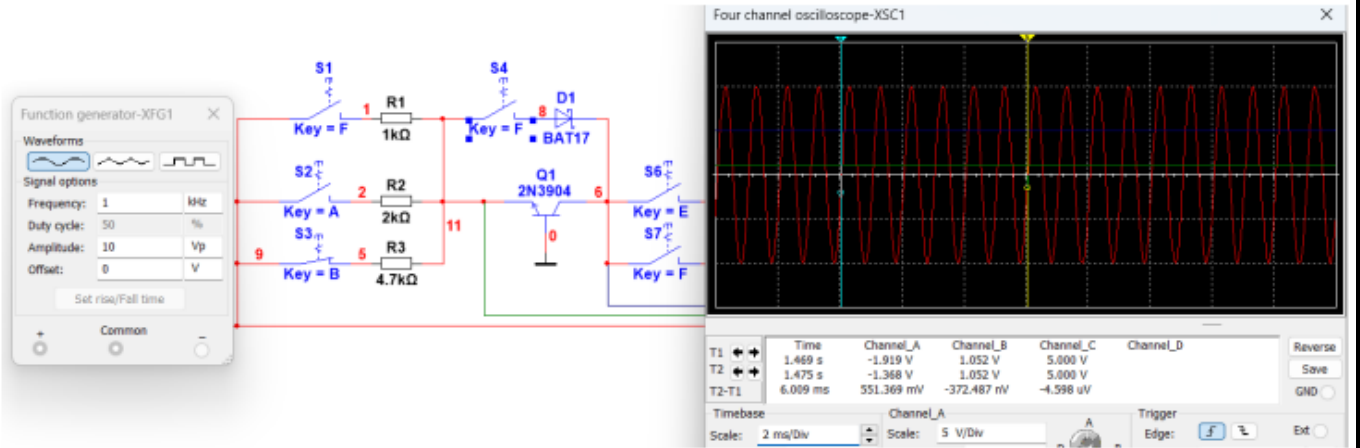 Four channel oscilloscope-XSC1
Function generator-XFG1
Waveforms
Signal options
Frequency: 1 kHz
Duty cycle: 50 %
Amplitude: 10 Vp
Offset: 0 V
Set rise/Fall time
+ Common −
S1
Key = F
1
R1
1kΩ
S4
Key = F
8
D1
BAT17
S2
Key = A
2
R2
2kΩ
11
Q1
2N3904
6
0
S6
Key = E
9
S3
Key = B
5
R3
4.7kΩ
S7
Key = F
Time Channel_A Channel_B Channel_C Channel_D
T1 1.469 s -1.919 V 1.052 V 5.000 V
T2 1.475 s -1.368 V 1.052 V 5.000 V
T2-T1 6.009 ms 551.369 mV -372.487 nV -4.598 uV
Reverse
Save
GND
Timebase
Scale: 2 ms/Div
Channel_A
Scale: 5 V/Div
A
Trigger
Edge:
Ext